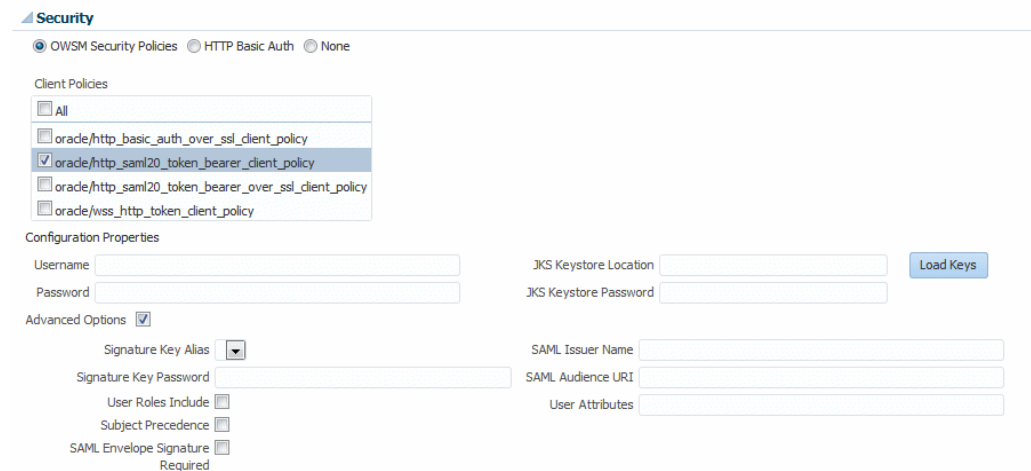 Security
OWSM Security Policies HTTP Basic Auth None
Client Policies
All
oracle/http_basic_auth_over_ssl_client_policy
oracle/http_saml20_token_bearer_client_policy
oracle/http_saml20_token_bearer_over_ssl_client_policy
oracle/wss_http_token_client_policy
Configuration Properties
Username JKS Keystore Location Load Keys
Password JKS Keystore Password
Advanced Options
Signature Key Alias SAML Issuer Name
Signature Key Password SAML Audience URI
User Roles Include User Attributes
Subject Precedence
SAML Envelope Signature
Required